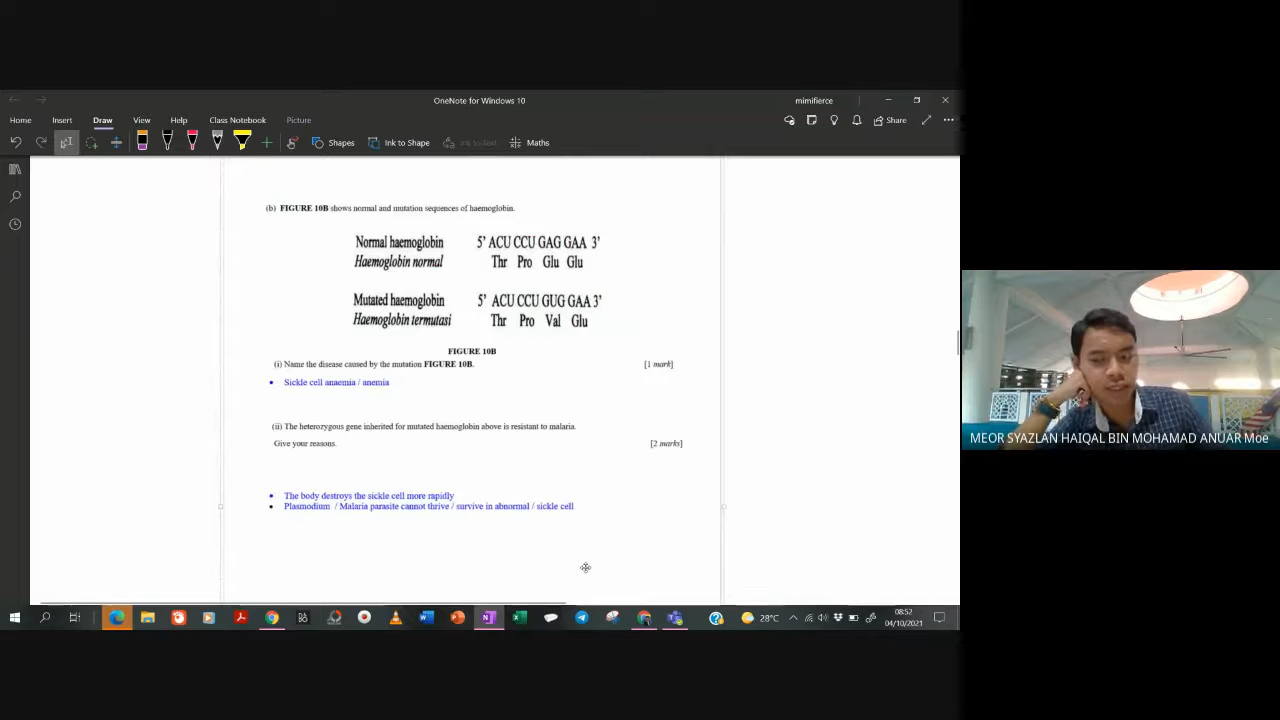 OneNote for Windows 10
mimifierce
Home Insert Draw View Help Class Notebook Picture
Share
Shapes Ink to Shape Ink to Text Maths
(b) FIGURE 10B shows normal and mutation sequences of haemoglobin.
Normal haemoglobin 5' ACU CCU GAG GAA 3'
Haemoglobin normal Thr Pro Glu Glu
Mutated haemoglobin 5' ACU CCU GUG GAA 3'
Haemoglobin termutasi Thr Pro Val Glu
FIGURE 10B
(i) Name the disease caused by the mutation FIGURE 10B. [1 mark]
• Sickle cell anaemia / anemia
(ii) The heterozygous gene inherited for mutated haemoglobin above is resistant to malaria.
Give your reasons. [2 marks]
• The body destroys the sickle cell more rapidly
• Plasmodium / Malaria parasite cannot thrive / survive in abnormal / sickle cell
MEOR SYAZLAN HAIQAL BIN MOHAMAD ANUAR Moe
28°C
08:52
04/10/2021